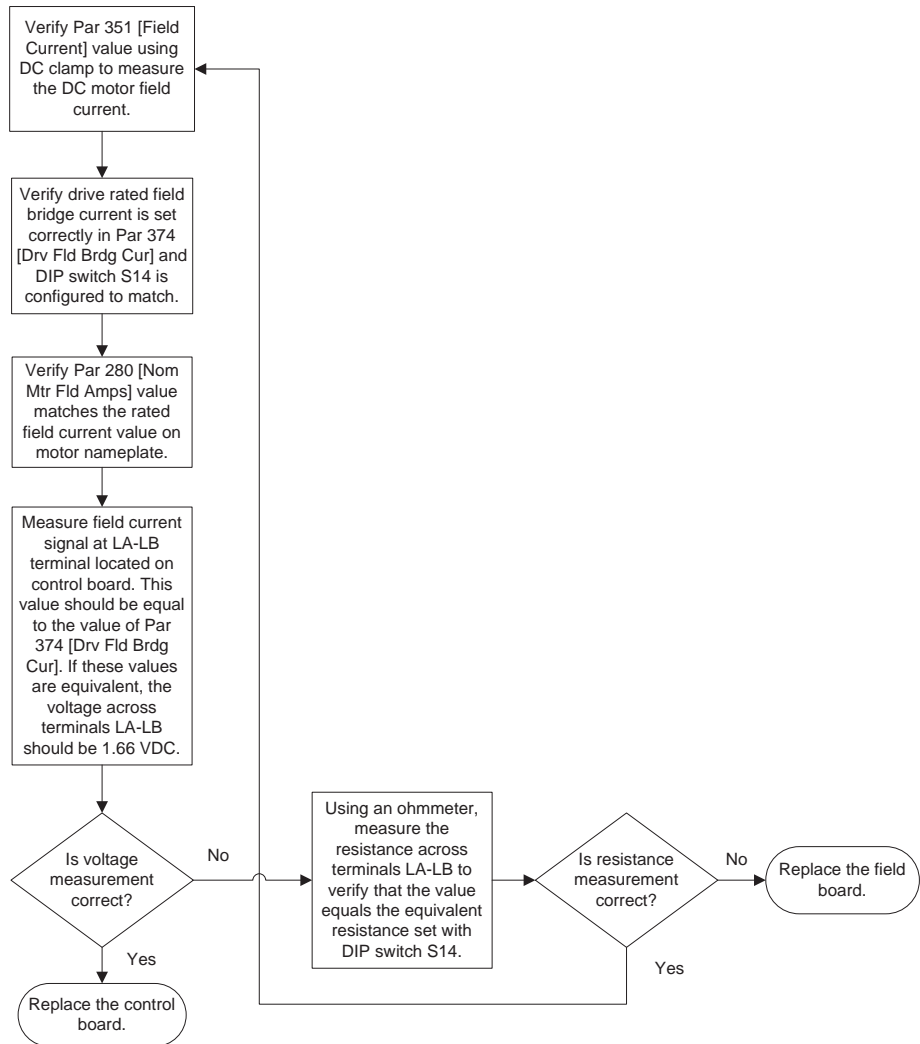 Verify Par 351 [Field
Current] value using
DC clamp to measure
the DC motor field
current.
Verify drive rated field
bridge current is set
correctly in Par 374
[Drv Fld Brdg Cur] and
DIP switch S14 is
configured to match.
Verify Par 280 [Nom
Mtr Fld Amps] value
matches the rated
field current value on
motor nameplate.
Measure field current
signal at LA-LB
terminal located on
control board. This
value should be equal
to the value of Par
374 [Drv Fld Brdg
Cur]. If these values
are equivalent, the
voltage across
terminals LA-LB
should be 1.66 VDC.
Is voltage
measurement
correct?
No
Yes
Replace the control
board.
Using an ohmmeter,
measure the
resistance across
terminals LA-LB to
verify that the value
equals the equivalent
resistance set with
DIP switch S14.
Is resistance
measurement
correct?
No
Yes
Replace the field
board.